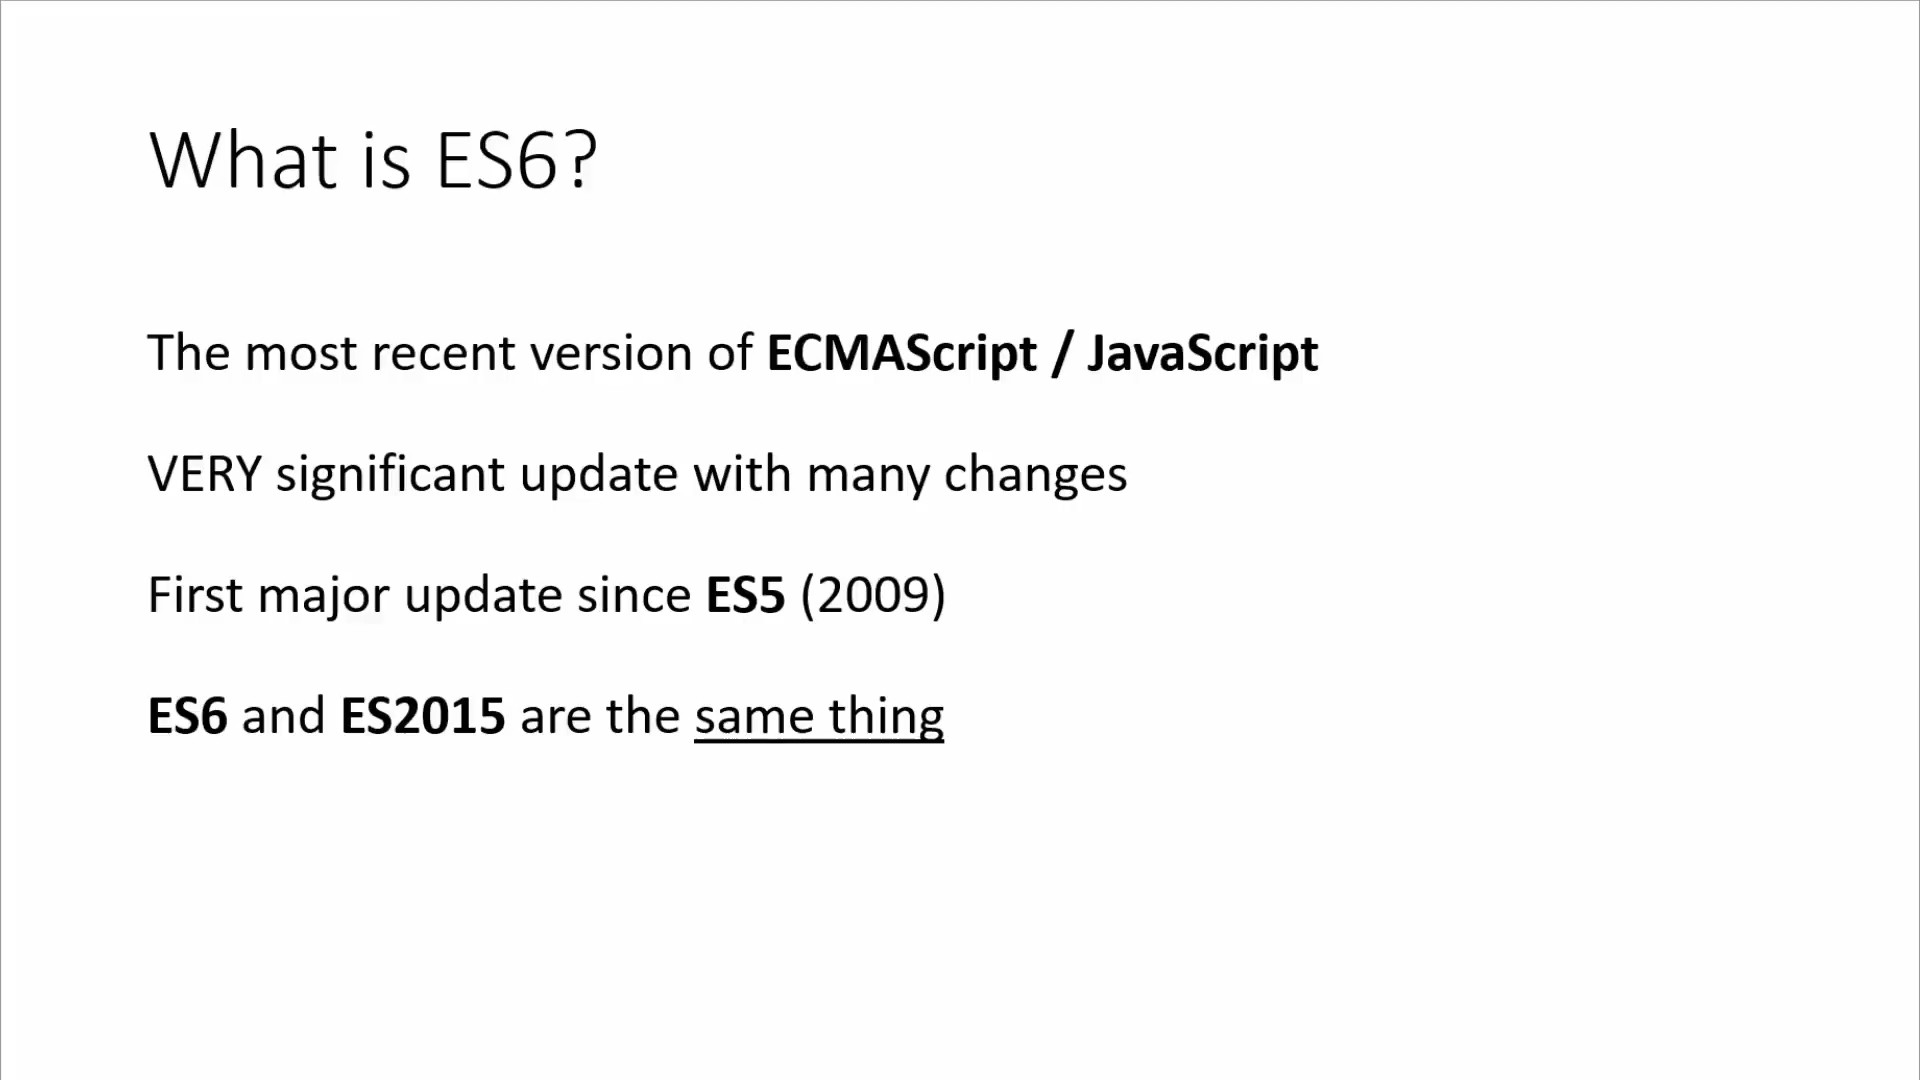 What is ES6?
The most recent version of ECMAScript / JavaScript
VERY significant update with many changes
First major update since ES5 (2009)
ES6 and ES2015 are the same thing